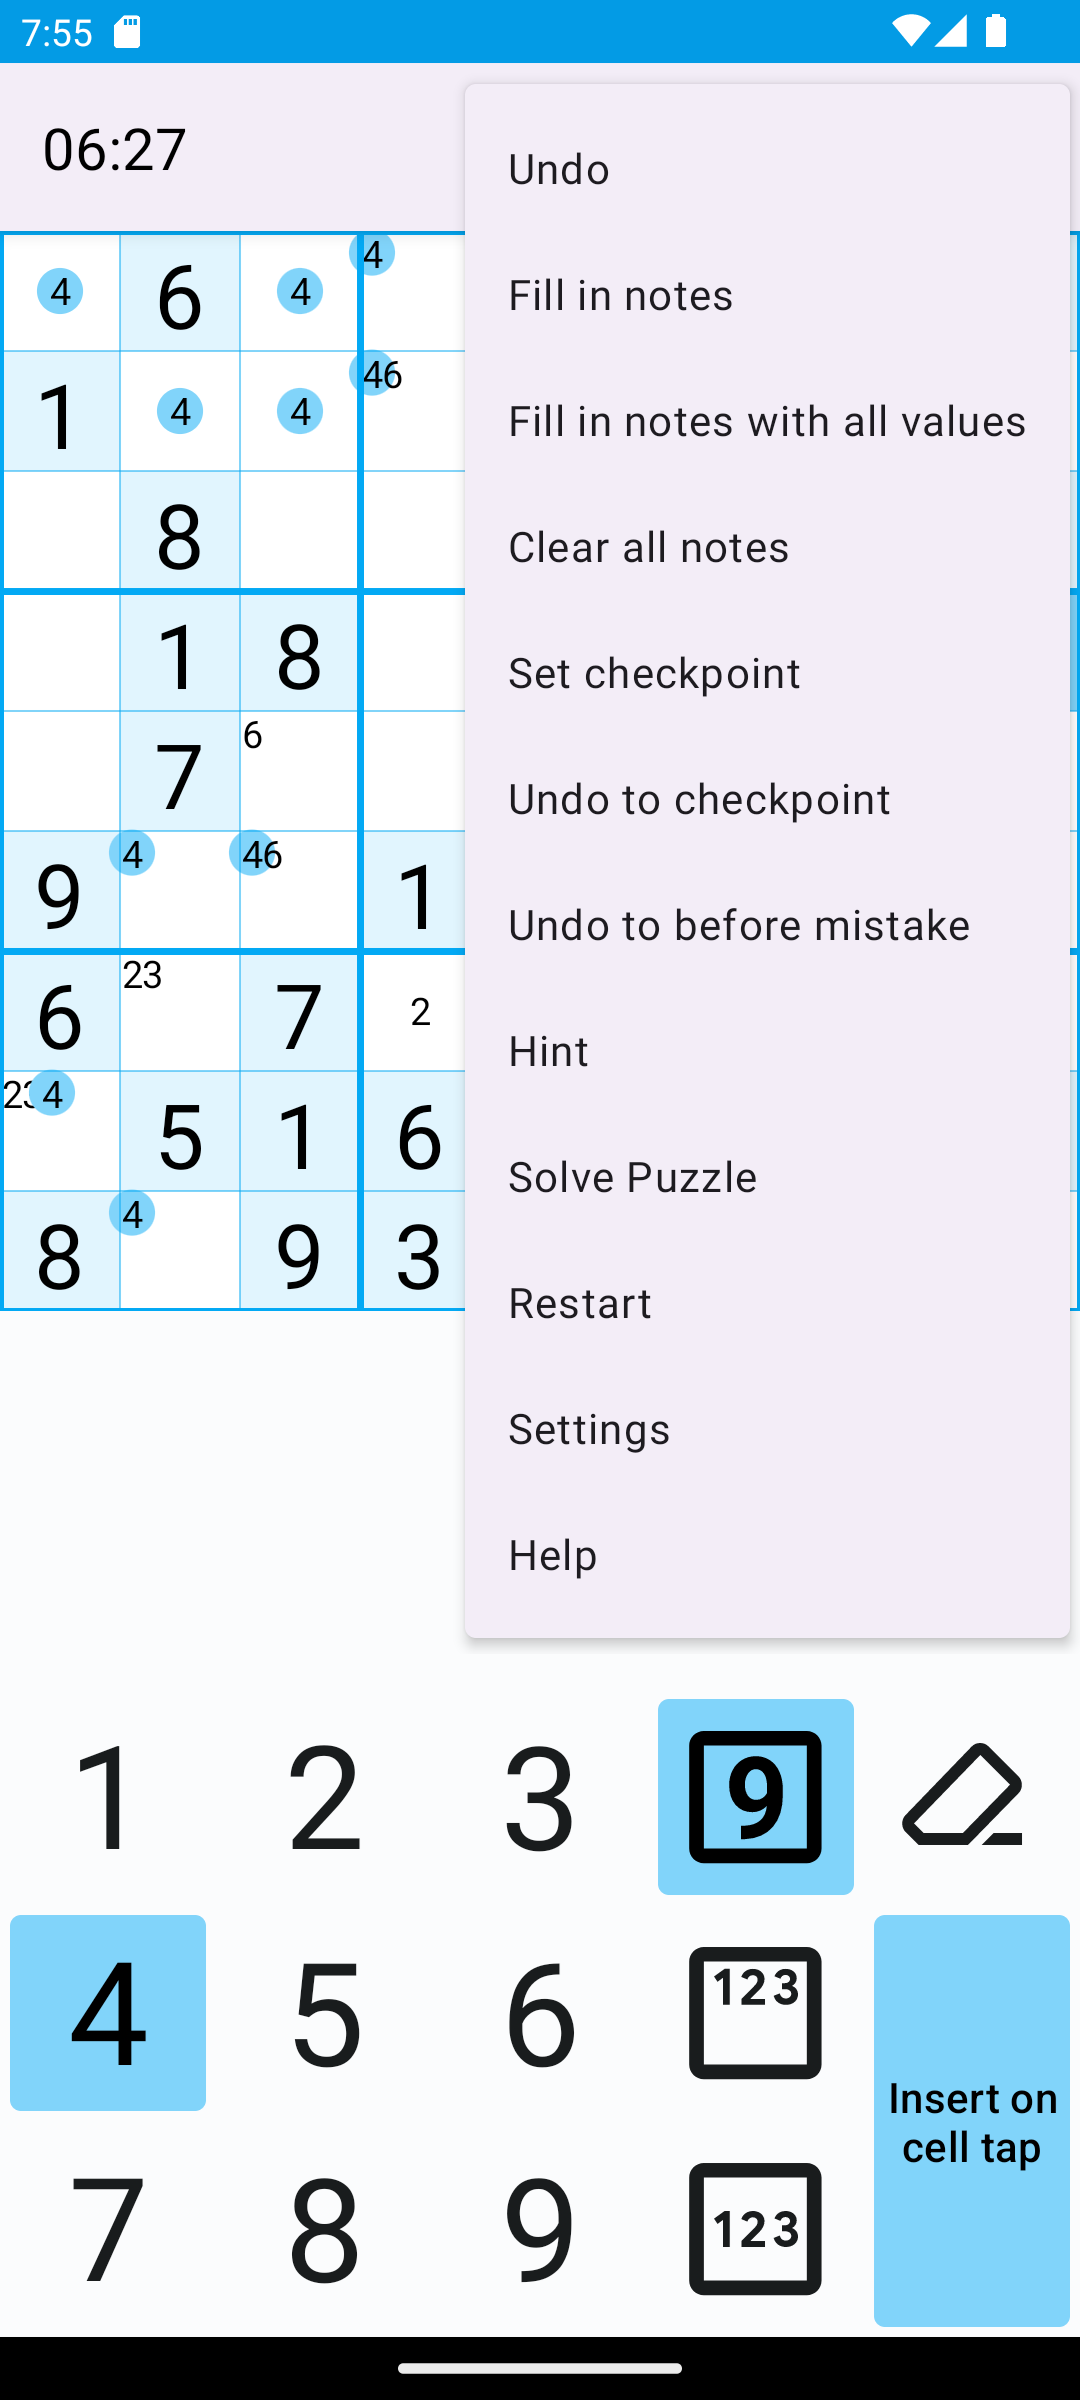 7:55
06:27
Undo
Fill in notes
Fill in notes with all values
Clear all notes
Set checkpoint
Undo to checkpoint
Undo to before mistake
Hint
Solve Puzzle
Restart
Settings
Help
4 6 4 4
1 4 4 46
8
1 8
7 6
9 4 46 1
6 23 7 2
234 5 1 6
8 4 9 3
1 2 3 9
4 5 6 123
Insert on
cell tap
7 8 9 123